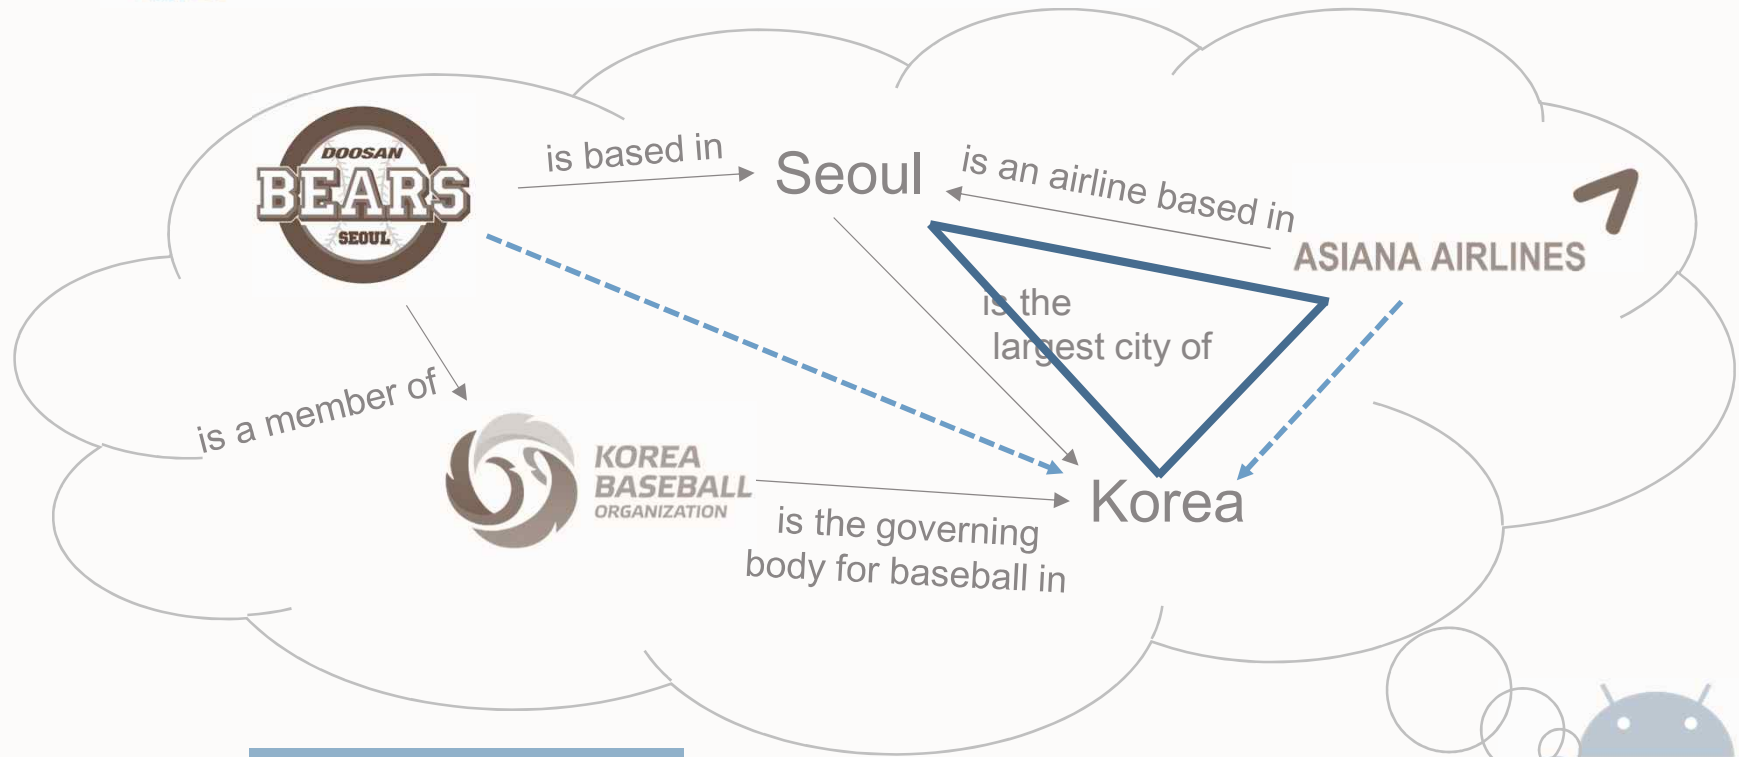 DOOSAN
BEARS
SEOUL
is based in
Seoul
is an airline based in
ASIANA AIRLINES
is the
largest city of
is a member of
KOREA
BASEBALL
ORGANIZATION
is the governing
body for baseball in
Korea